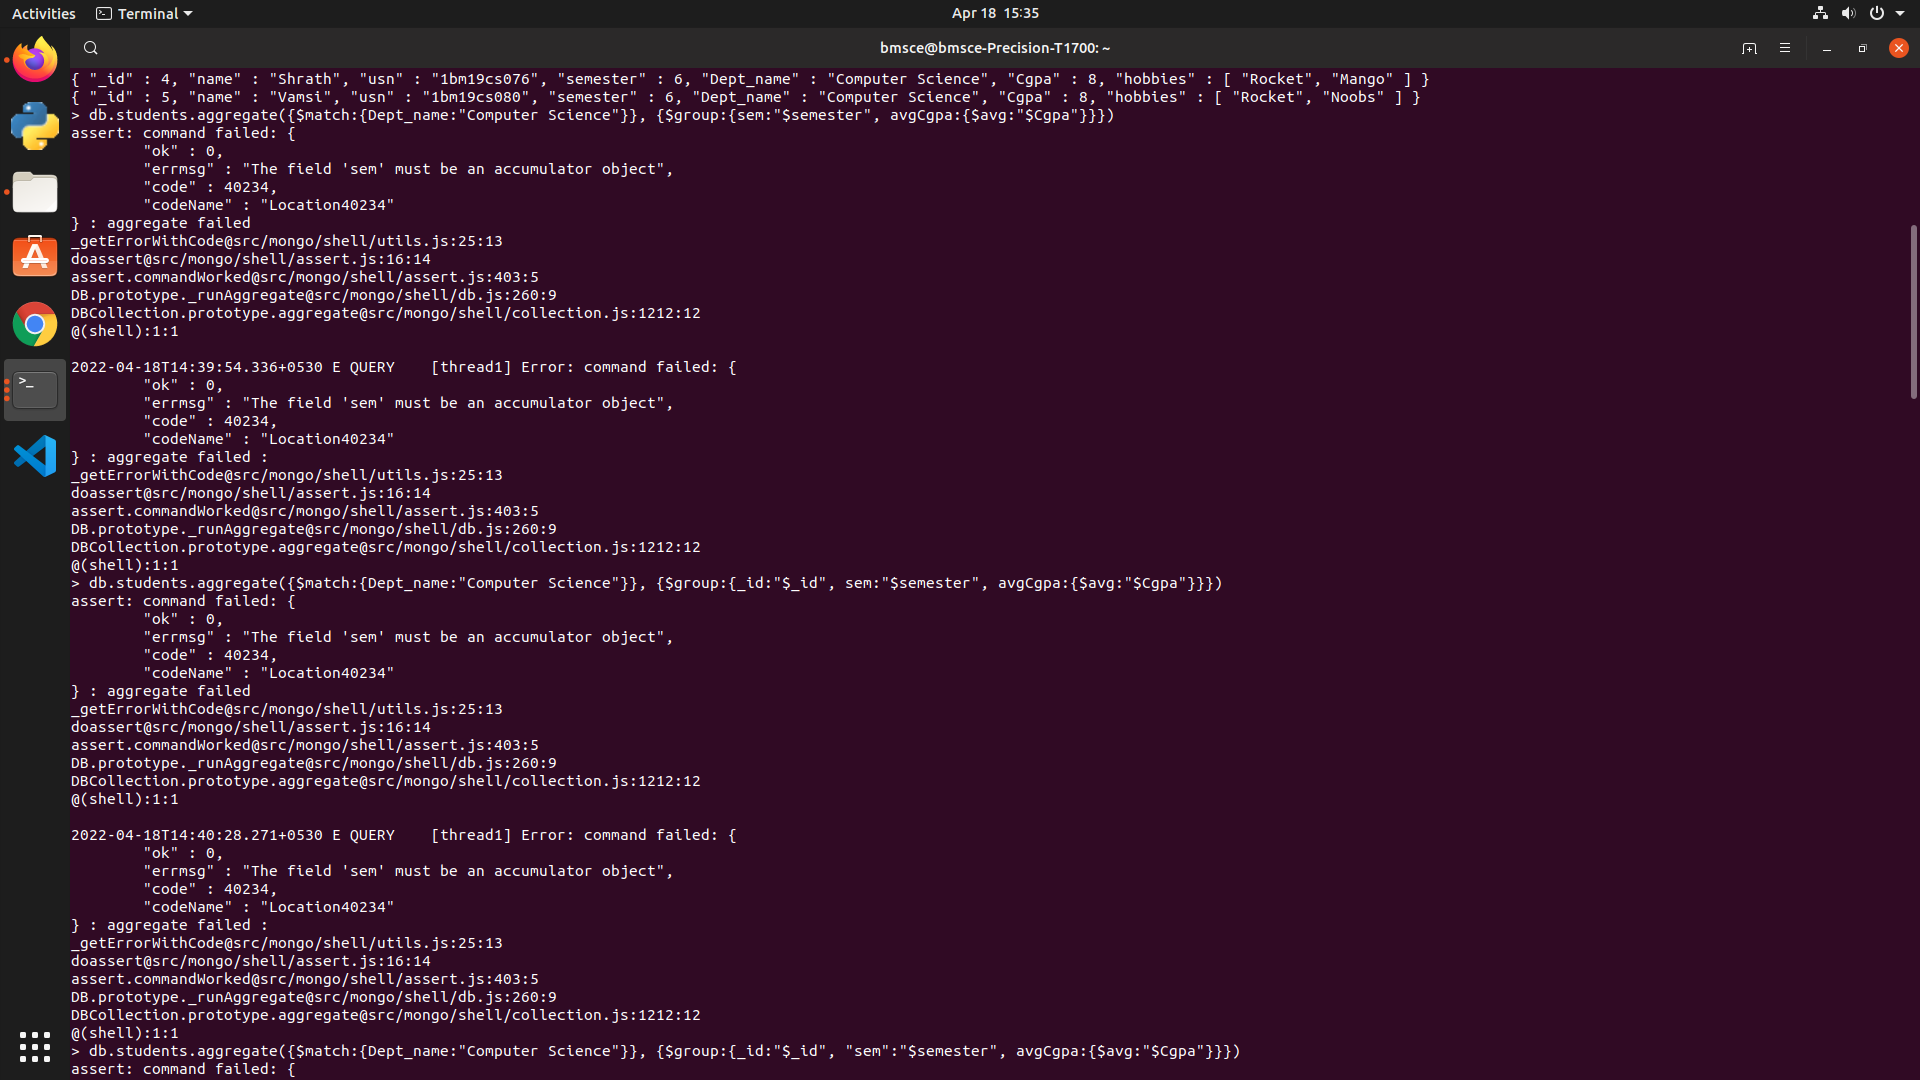 Activities Terminal Apr 18 15:35
bmsce@bmsce-Precision-T1700: ~
{ "_id" : 4, "name" : "Shrath", "usn" : "1bm19cs076", "semester" : 6, "Dept_name" : "Computer Science", "Cgpa" : 8, "hobbies" : [ "Rocket", "Mango" ] }
{ "_id" : 5, "name" : "Vamsi", "usn" : "1bm19cs080", "semester" : 6, "Dept_name" : "Computer Science", "Cgpa" : 8, "hobbies" : [ "Rocket", "Noobs" ] }
> db.students.aggregate({$match:{Dept_name:"Computer Science"}}, {$group:{sem:"$semester", avgCgpa:{$avg:"$Cgpa"}}})
assert: command failed: {
"ok" : 0,
"errmsg" : "The field 'sem' must be an accumulator object",
"code" : 40234,
"codeName" : "Location40234"
} : aggregate failed
_getErrorWithCode@src/mongo/shell/utils.js:25:13
doassert@src/mongo/shell/assert.js:16:14
assert.commandWorked@src/mongo/shell/assert.js:403:5
DB.prototype._runAggregate@src/mongo/shell/db.js:260:9
DBCollection.prototype.aggregate@src/mongo/shell/collection.js:1212:12
@(shell):1:1
2022-04-18T14:39:54.336+0530 E QUERY    [thread1] Error: command failed: {
"ok" : 0,
"errmsg" : "The field 'sem' must be an accumulator object",
"code" : 40234,
"codeName" : "Location40234"
} : aggregate failed :
_getErrorWithCode@src/mongo/shell/utils.js:25:13
doassert@src/mongo/shell/assert.js:16:14
assert.commandWorked@src/mongo/shell/assert.js:403:5
DB.prototype._runAggregate@src/mongo/shell/db.js:260:9
DBCollection.prototype.aggregate@src/mongo/shell/collection.js:1212:12
@(shell):1:1
> db.students.aggregate({$match:{Dept_name:"Computer Science"}}, {$group:{_id:"$_id", sem:"$semester", avgCgpa:{$avg:"$Cgpa"}}})
assert: command failed: {
"ok" : 0,
"errmsg" : "The field 'sem' must be an accumulator object",
"code" : 40234,
"codeName" : "Location40234"
} : aggregate failed
_getErrorWithCode@src/mongo/shell/utils.js:25:13
doassert@src/mongo/shell/assert.js:16:14
assert.commandWorked@src/mongo/shell/assert.js:403:5
DB.prototype._runAggregate@src/mongo/shell/db.js:260:9
DBCollection.prototype.aggregate@src/mongo/shell/collection.js:1212:12
@(shell):1:1
2022-04-18T14:40:28.271+0530 E QUERY    [thread1] Error: command failed: {
"ok" : 0,
"errmsg" : "The field 'sem' must be an accumulator object",
"code" : 40234,
"codeName" : "Location40234"
} : aggregate failed :
_getErrorWithCode@src/mongo/shell/utils.js:25:13
doassert@src/mongo/shell/assert.js:16:14
assert.commandWorked@src/mongo/shell/assert.js:403:5
DB.prototype._runAggregate@src/mongo/shell/db.js:260:9
DBCollection.prototype.aggregate@src/mongo/shell/collection.js:1212:12
@(shell):1:1
> db.students.aggregate({$match:{Dept_name:"Computer Science"}}, {$group:{_id:"$_id", "sem":"$semester", avgCgpa:{$avg:"$Cgpa"}}})
assert: command failed: {